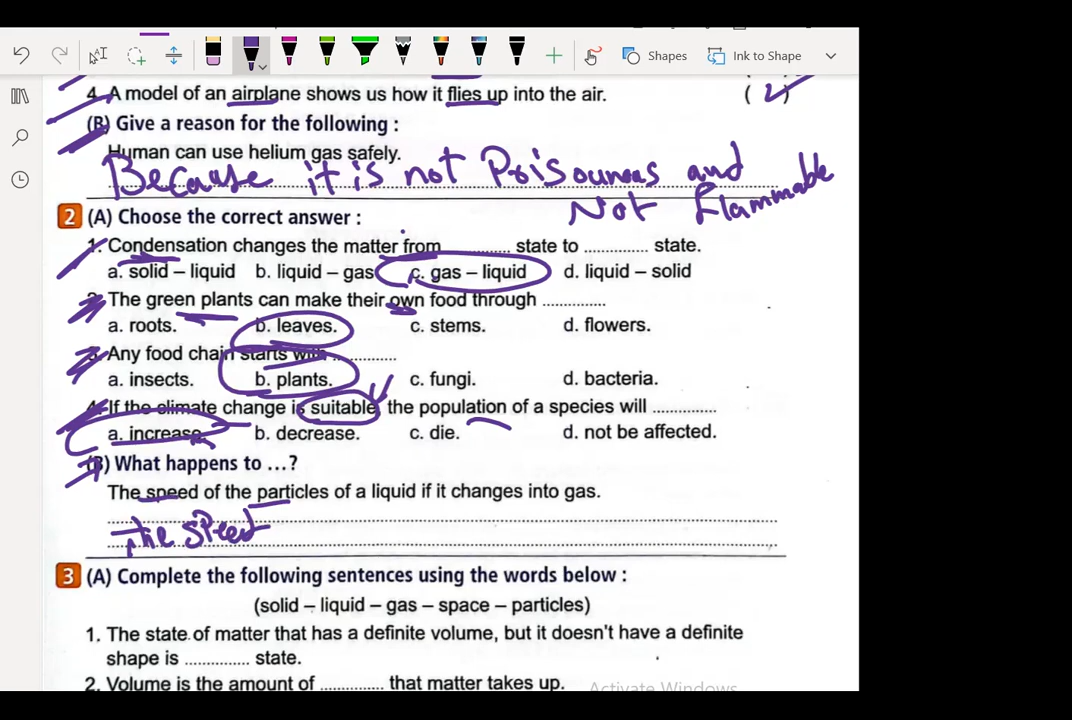 Shapes Ink to Shape
4. A model of an airplane shows us how it flies up into the air. ( ✓ )
(B) Give a reason for the following :
Human can use helium gas safely.
Because it is not Poisounous and
Not flammable
2 (A) Choose the correct answer :
1. Condensation changes the matter from ............ state to ............ state.
a. solid – liquid b. liquid – gas c. gas – liquid d. liquid – solid
2. The green plants can make their own food through ............
a. roots. b. leaves. c. stems. d. flowers.
3. Any food chain starts with ............
a. insects. b. plants. c. fungi. d. bacteria.
4. If the climate change is suitable, the population of a species will ............
a. increase. b. decrease. c. die. d. not be affected.
(B) What happens to ...?
The speed of the particles of a liquid if it changes into gas.
The speed
3 (A) Complete the following sentences using the words below :
(solid – liquid – gas – space – particles)
1. The state of matter that has a definite volume, but it doesn't have a definite
shape is ............ state.
2. Volume is the amount of ............ that matter takes up.
Activate Windows